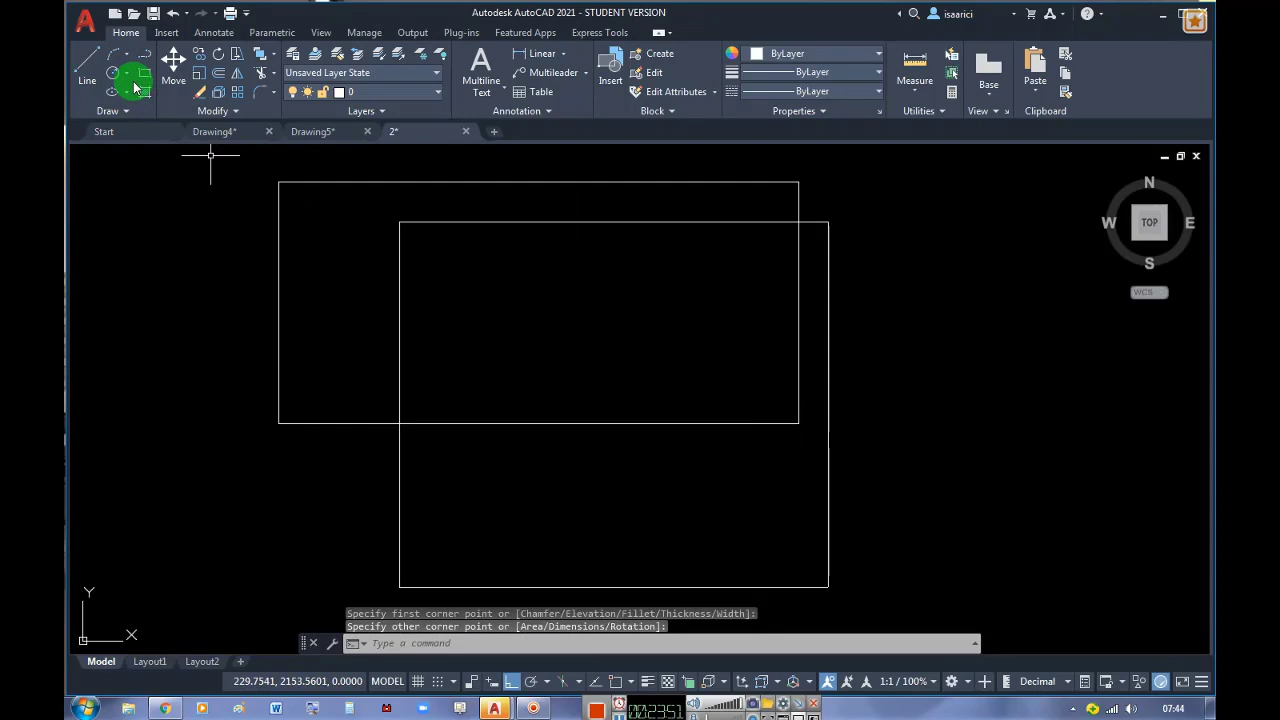 Autodesk AutoCAD 2021 - STUDENT VERSION
isaarici
Home Insert Annotate Parametric View Manage Output Plug-ins Featured Apps Express Tools
Line Move Unsaved Layer State 0 Multiline Text Linear Multileader Table Insert Create Edit Edit Attributes ByLayer ByLayer ByLayer Measure Paste Base
Draw Modify Layers Annotation Block Properties Utilities Clipboard View
Start Drawing4* Drawing5* 2*
N
W TOP E
S
WCS
Y
X
Specify first corner point or [Chamfer/Elevation/Fillet/Thickness/Width]:
Specify other corner point or [Area/Dimensions/Rotation]:
Type a command
Model Layout1 Layout2
229.7541, 2153.5601, 0.0000 MODEL 1:1 / 100% Decimal
07:44